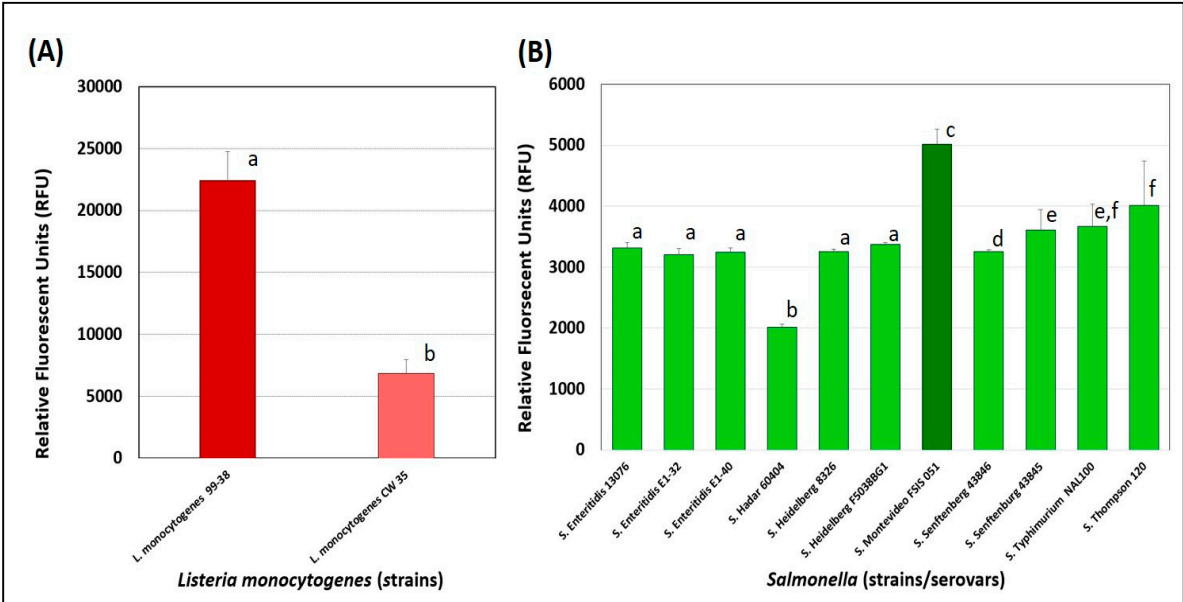 (A)
Relative Fluorescent Units (RFU)
30000
25000
20000
15000
10000
5000
0
a
b
L. monocytogenes 99-38
L. monocytogenes CW 35
Listeria monocytogenes (strains)
(B)
Relative Fluorsecent Units (RFU)
6000
5000
4000
3000
2000
1000
0
a
a
a
b
a
a
c
d
e
e,f
f
S. Enteritidis 13076
S. Enteritidis E1-32
S. Enteritidis E1-40
S. Hadar 60404
S. Heidelberg 8326
S. Heidelberg F5038BG1
S. Montevideo FSIS 051
S. Senftenberg 43846
S. Senftenburg 43845
S. Typhimurium NAL100
S. Thompson 120
Salmonella (strains/serovars)